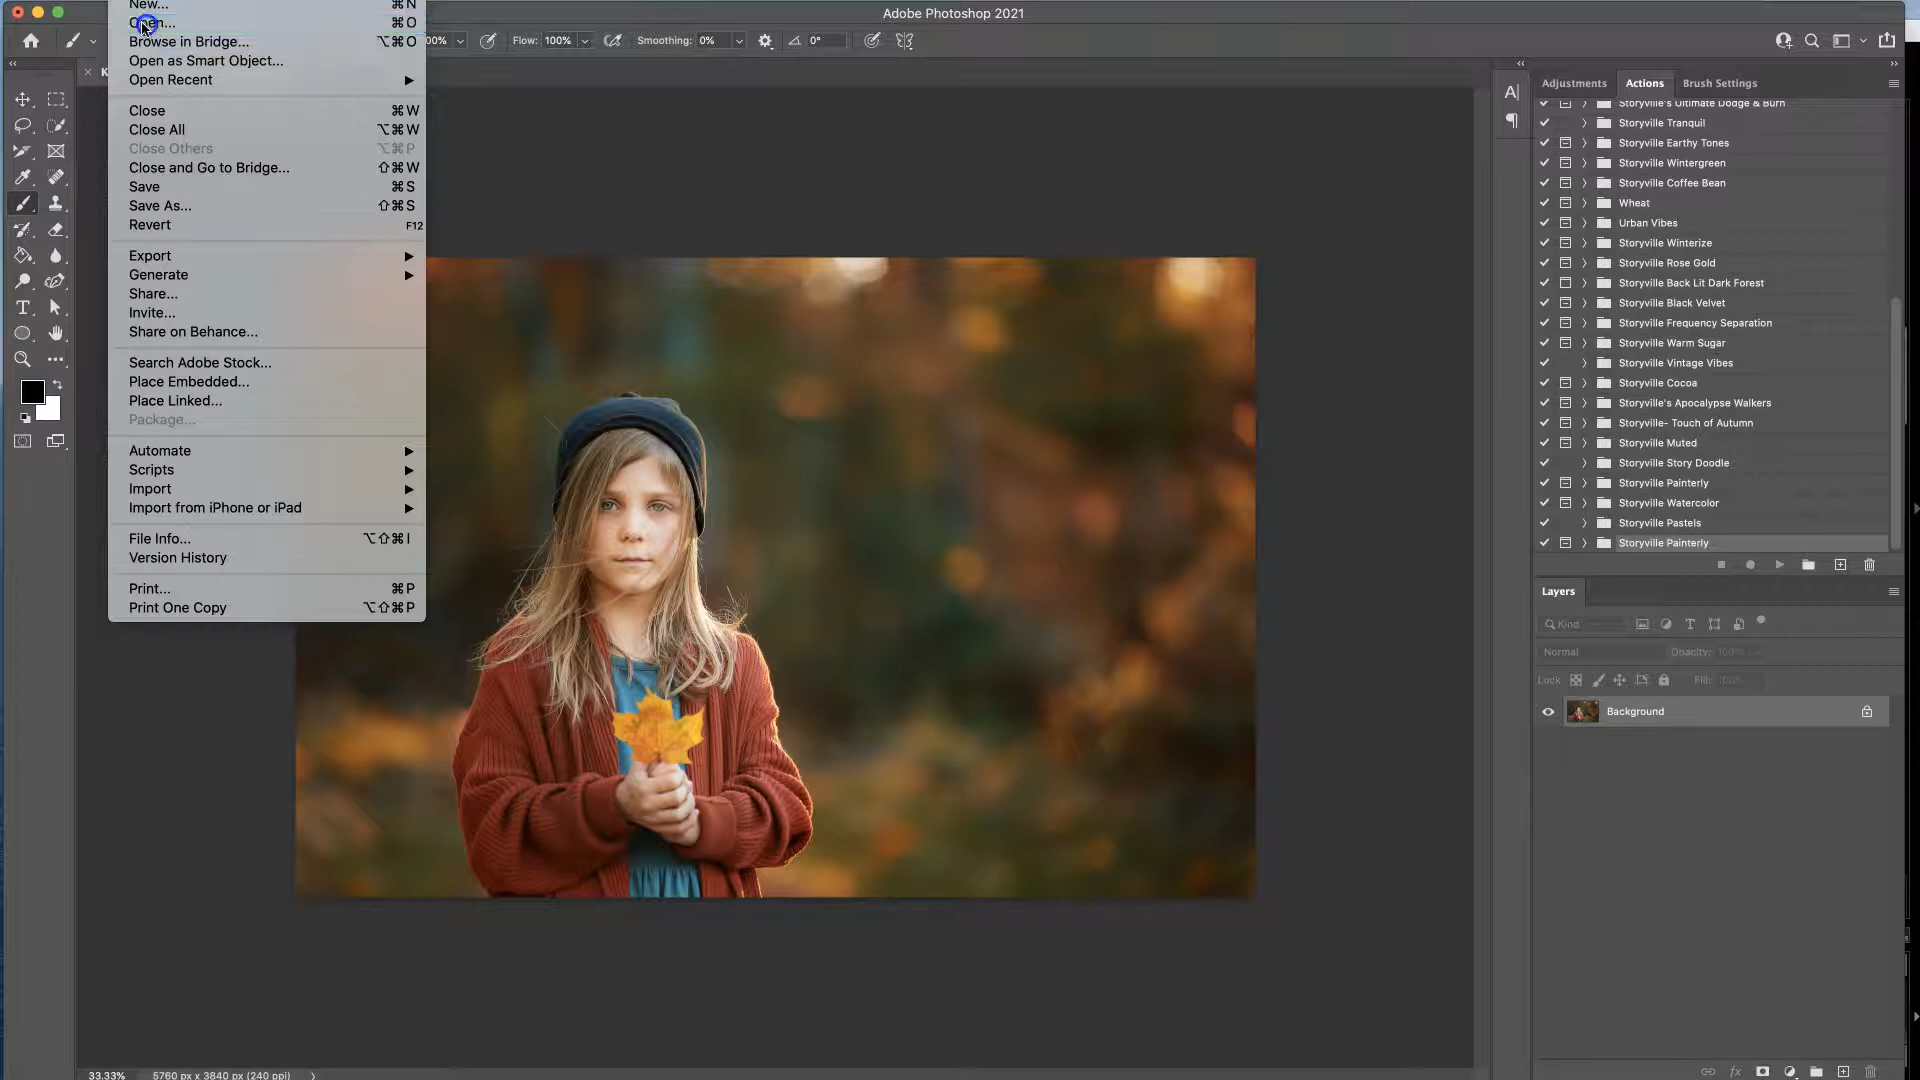 New... ⌘N
Adobe Photoshop 2021
Open... ⌘O
Browse in Bridge... ⌥⌘O
00% Flow: 100% Smoothing: 0% 0°
Open as Smart Object...
Open Recent
Close ⌘W
Close All ⌥⌘W
Close Others ⌥⌘P
Close and Go to Bridge... ⇧⌘W
Save ⌘S
Save As... ⇧⌘S
Revert F12
Export
Generate
Share...
Invite...
Share on Behance...
Search Adobe Stock...
Place Embedded...
Place Linked...
Package...
Automate
Scripts
Import
Import from iPhone or iPad
File Info... ⌥⇧⌘I
Version History
Print... ⌘P
Print One Copy ⌥⇧⌘P
Adjustments Actions Brush Settings
Storyville's Ultimate Dodge & Burn
Storyville Tranquil
Storyville Earthy Tones
Storyville Wintergreen
Storyville Coffee Bean
Wheat
Urban Vibes
Storyville Winterize
Storyville Rose Gold
Storyville Back Lit Dark Forest
Storyville Black Velvet
Storyville Frequency Separation
Storyville Warm Sugar
Storyville Vintage Vibes
Storyville Cocoa
Storyville's Apocalypse Walkers
Storyville- Touch of Autumn
Storyville Muted
Storyville Story Doodle
Storyville Painterly
Storyville Watercolor
Storyville Pastels
Storyville Painterly
Layers
Kind
Normal Opacity: 100%
Lock Fill:
Background
33.33% 5760 px x 3840 px (240 ppi)